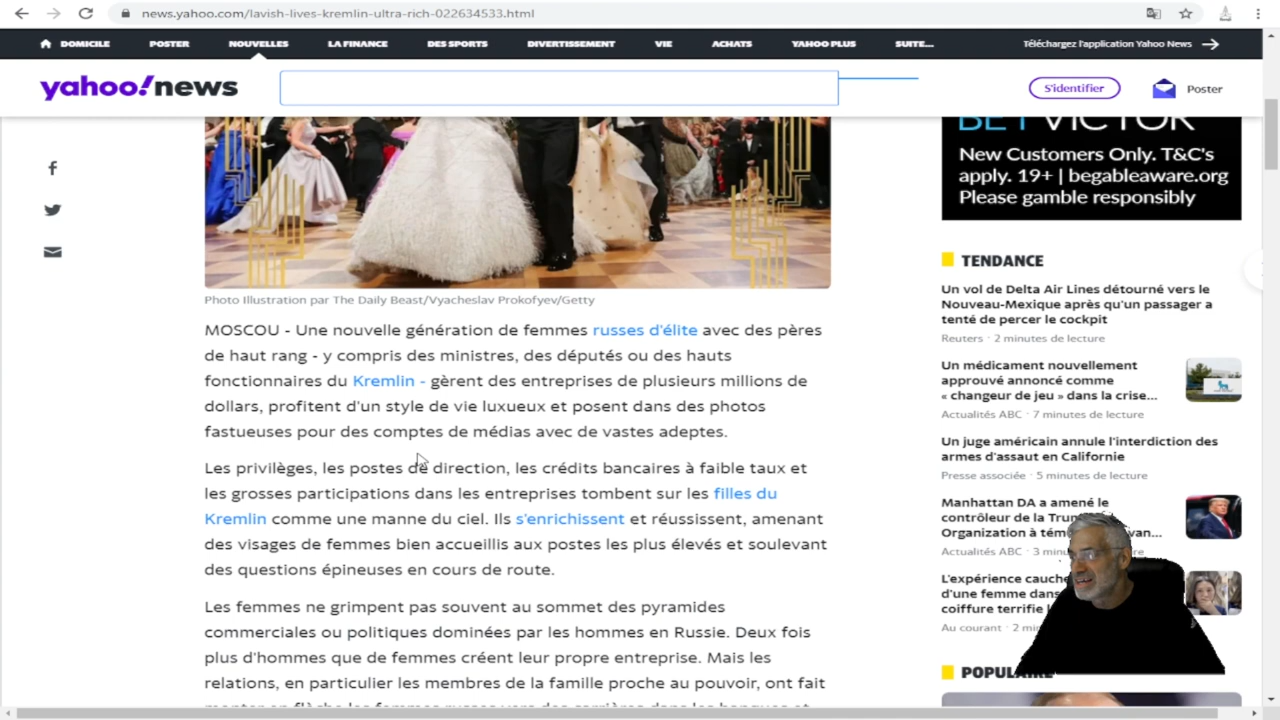 news.yahoo.com/lavish-lives-kremlin-ultra-rich-022634533.html
DOMICILE POSTER NOUVELLES LA FINANCE DES SPORTS DIVERTISSEMENT VIE ACHATS YAHOO PLUS SUITE... Téléchargez l'application Yahoo News
yahoo!news
S'identifier
Poster
BET VICTOR
New Customers Only. T&C's
apply. 19+ | begableaware.org
Please gamble responsibly
Photo Illustration par The Daily Beast/Vyacheslav Prokofyev/Getty
MOSCOU - Une nouvelle génération de femmes russes d'élite avec des pères
de haut rang - y compris des ministres, des députés ou des hauts
fonctionnaires du Kremlin - gèrent des entreprises de plusieurs millions de
dollars, profitent d'un style de vie luxueux et posent dans des photos
fastueuses pour des comptes de médias avec de vastes adeptes.
Les privilèges, les postes de direction, les crédits bancaires à faible taux et
les grosses participations dans les entreprises tombent sur les filles du
Kremlin comme une manne du ciel. Ils s'enrichissent et réussissent, amenant
des visages de femmes bien accueillis aux postes les plus élevés et soulevant
des questions épineuses en cours de route.
Les femmes ne grimpent pas souvent au sommet des pyramides
commerciales ou politiques dominées par les hommes en Russie. Deux fois
plus d'hommes que de femmes créent leur propre entreprise. Mais les
relations, en particulier les membres de la famille proche au pouvoir, ont fait
TENDANCE
Un vol de Delta Air Lines détourné vers le
Nouveau-Mexique après qu'un passager a
tenté de percer le cockpit
Reuters · 2 minutes de lecture
Un médicament nouvellement
approuvé annoncé comme
« changeur de jeu » dans la crise...
Actualités ABC · 7 minutes de lecture
Un juge américain annule l'interdiction des
armes d'assaut en Californie
Presse associée · 5 minutes de lecture
Manhattan DA a amené le
contrôleur de la
Organization à
Actualités ABC · 3
L'expérience
d'une femme dans
coiffure terrifie
Au courant · 2
POPULAIRE